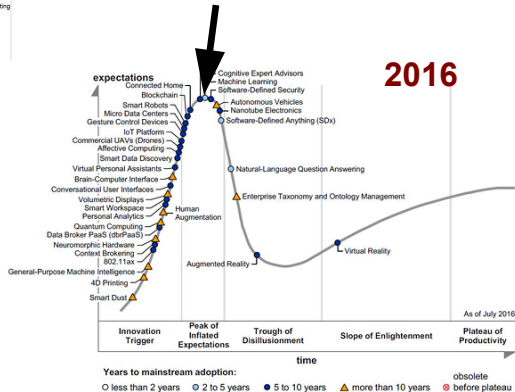 ting
2016
expectations
Cognitive Expert Advisors
Connected Home
Machine Learning
Blockchain
Software-Defined Security
Smart Robots
Autonomous Vehicles
Micro Data Centers
Nanotube Electronics
Gesture Control Devices
Software-Defined Anything (SDx)
IoT Platform
Commercial UAVs (Drones)
Affective Computing
Smart Data Discovery
Virtual Personal Assistants
Natural-Language Question Answering
Brain-Computer Interface
Conversational User Interfaces
Volumetric Displays
Enterprise Taxonomy and Ontology Management
Smart Workspace
Personal Analytics
Human
Augmentation
Quantum Computing
Data Broker PaaS (dbrPaaS)
Neuromorphic Hardware
Context Brokering
802.11ax
Virtual Reality
Augmented Reality
General-Purpose Machine Intelligence
4D Printing
Smart Dust
As of July 2016
Innovation
Trigger
Peak of
Inflated
Expectations
Trough of
Disillusionment
Slope of Enlightenment
Plateau of
Productivity
time
Years to mainstream adoption:
less than 2 years
2 to 5 years
5 to 10 years
more than 10 years
obsolete
before plateau